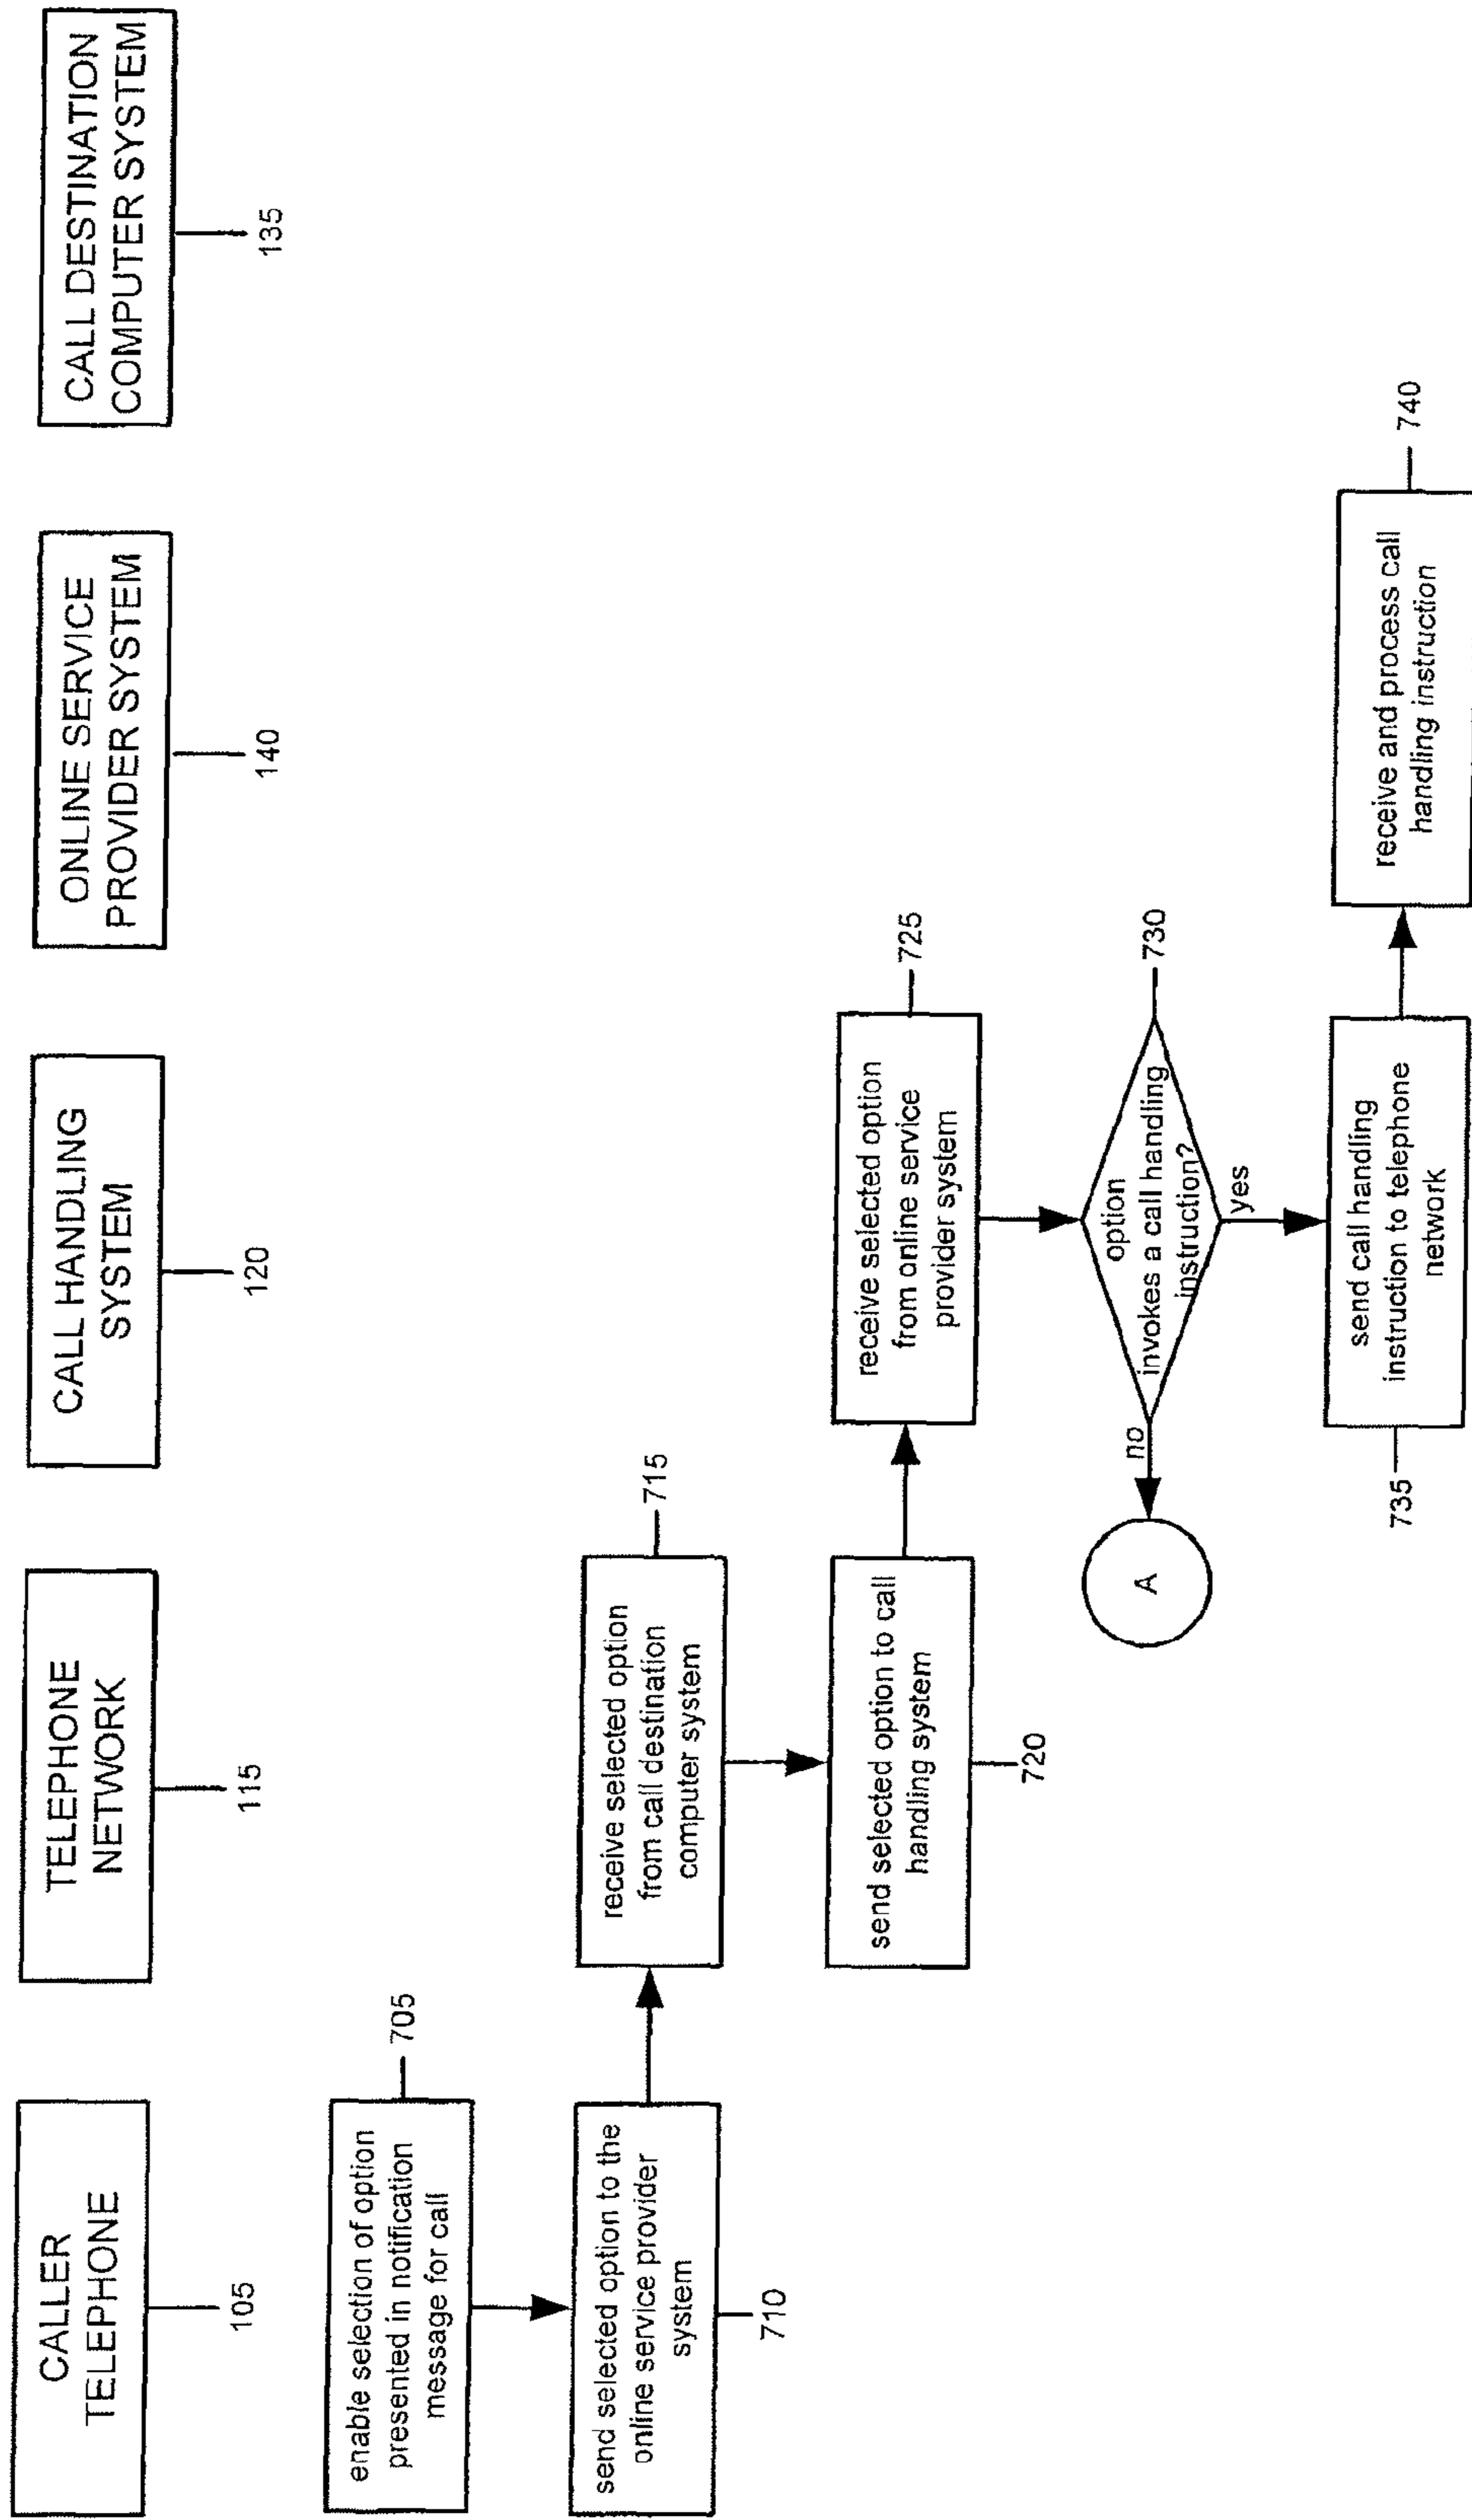 CALLER
TELEPHONE
105
TELEPHONE
NETWORK
115
CALL HANDLING
SYSTEM
120
ONLINE SERVICE
PROVIDER SYSTEM
140
CALL DESTINATION
COMPUTER SYSTEM
135
enable selection of option
presented in notification
message for call
705
send selected option to the
online service provider
system
710
receive selected option
from call destination
computer system
715
send selected option to call
handling system
720
receive selected option
from online service
provider system
725
option
invokes a call handling
instruction?
730
no
A
yes
send call handling
instruction to telephone
network
735
receive and process call
handling instruction
740